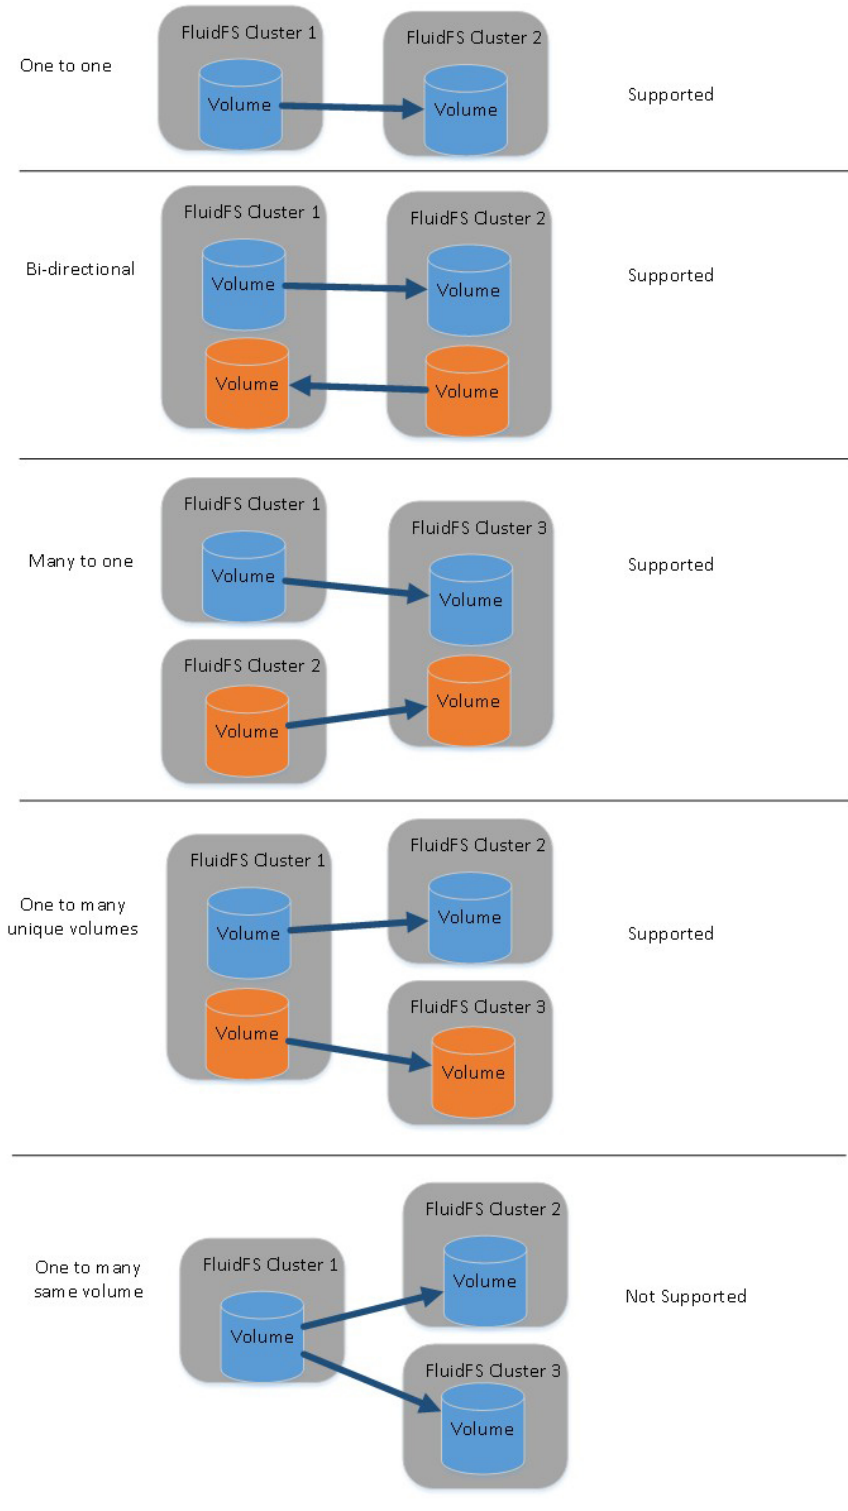 FluidFS Cluster 1
FluidFS Cluster 2
One to one
Volume
Volume
Supported
FluidFS Cluster 1
FluidFS Cluster 2
Bi-directional
Volume
Volume
Supported
Volume
Volume
FluidFS Cluster 1
FluidFS Cluster 3
Many to one
Volume
Volume
Supported
FluidFS Cluster 2
Volume
Volume
FluidFS Cluster 1
FluidFS Cluster 2
One to many
unique volumes
Volume
Volume
Supported
FluidFS Cluster 3
Volume
Volume
FluidFS Cluster 2
FluidFS Cluster 1
One to many
same volume
Volume
Volume
Not Supported
FluidFS Cluster 3
Volume